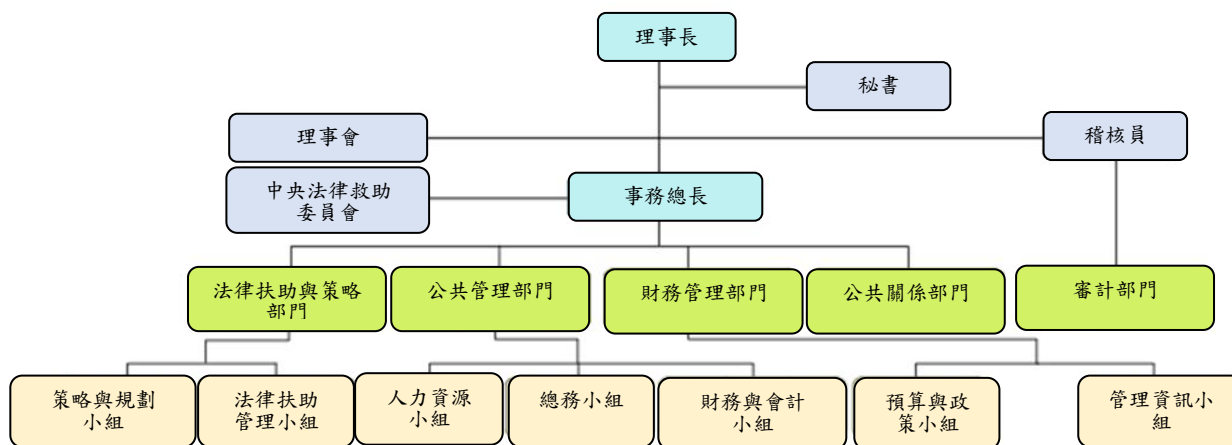 理事長
秘書
理事會
稽核員
中央法律救助
委員會
事務總長
法律扶助與策略
部門
公共管理部門
財務管理部門
公共關係部門
審計部門
策略與規劃
小組
法律扶助
管理小組
人力資源
小組
總務小組
財務與會計
小組
預算與政
策小組
管理資訊小
組